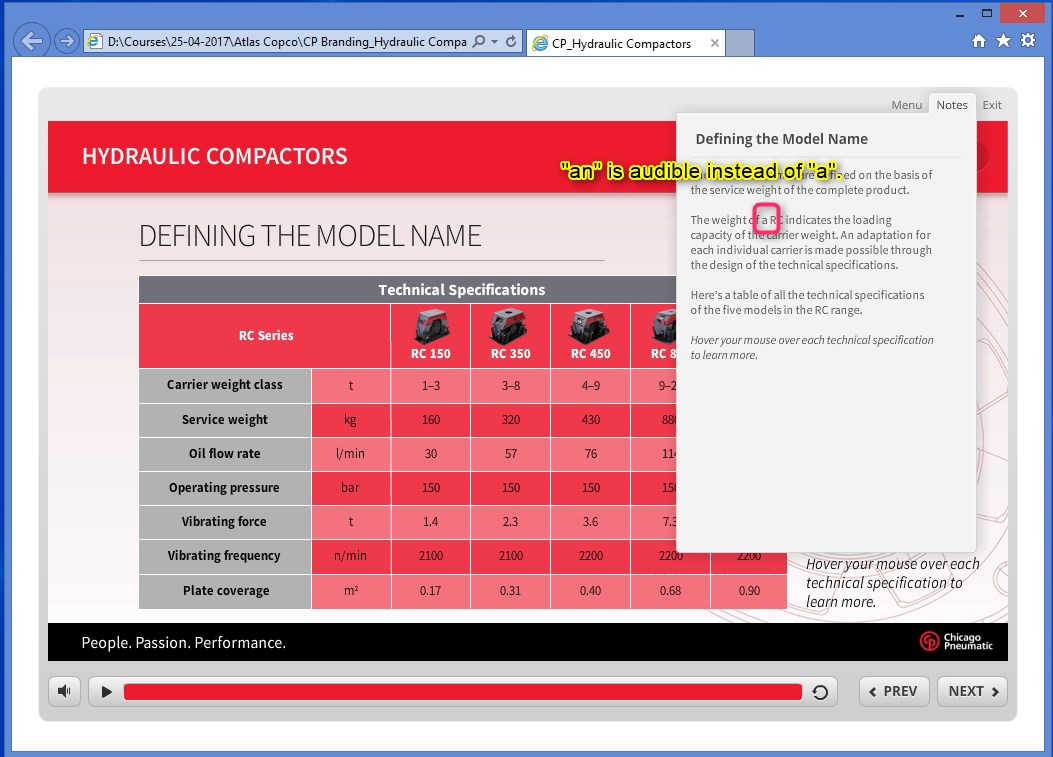 D:\Courses\25-04-2017\Atlas Copco\CP Branding_Hydraulic Compa
CP_Hydraulic Compactors
Menu Notes Exit
HYDRAULIC COMPACTORS
Defining the Model Name
"an" is audible instead of "a".
on the basis of
the service weight of the complete product.
The weight of a RC indicates the loading
capacity of the carrier weight. An adaptation for
each individual carrier is made possible through
the design of the technical specifications.
Here's a table of all the technical specifications
of the five models in the RC range.
Hover your mouse over each technical specification
to learn more.
DEFINING THE MODEL NAME
Technical Specifications
RC Series RC 150 RC 350 RC 450 RC 8
Carrier weight class t 1–3 3–8 4–9 9–2
Service weight kg 160 320 430 88
Oil flow rate l/min 30 57 76 114
Operating pressure bar 150 150 150 150
Vibrating force t 1.4 2.3 3.6 7.3
Vibrating frequency n/min 2100 2100 2200 2200 2200
Plate coverage m² 0.17 0.31 0.40 0.68 0.90
Hover your mouse over each
technical specification to
learn more.
People. Passion. Performance.
Chicago
Pneumatic
PREV NEXT